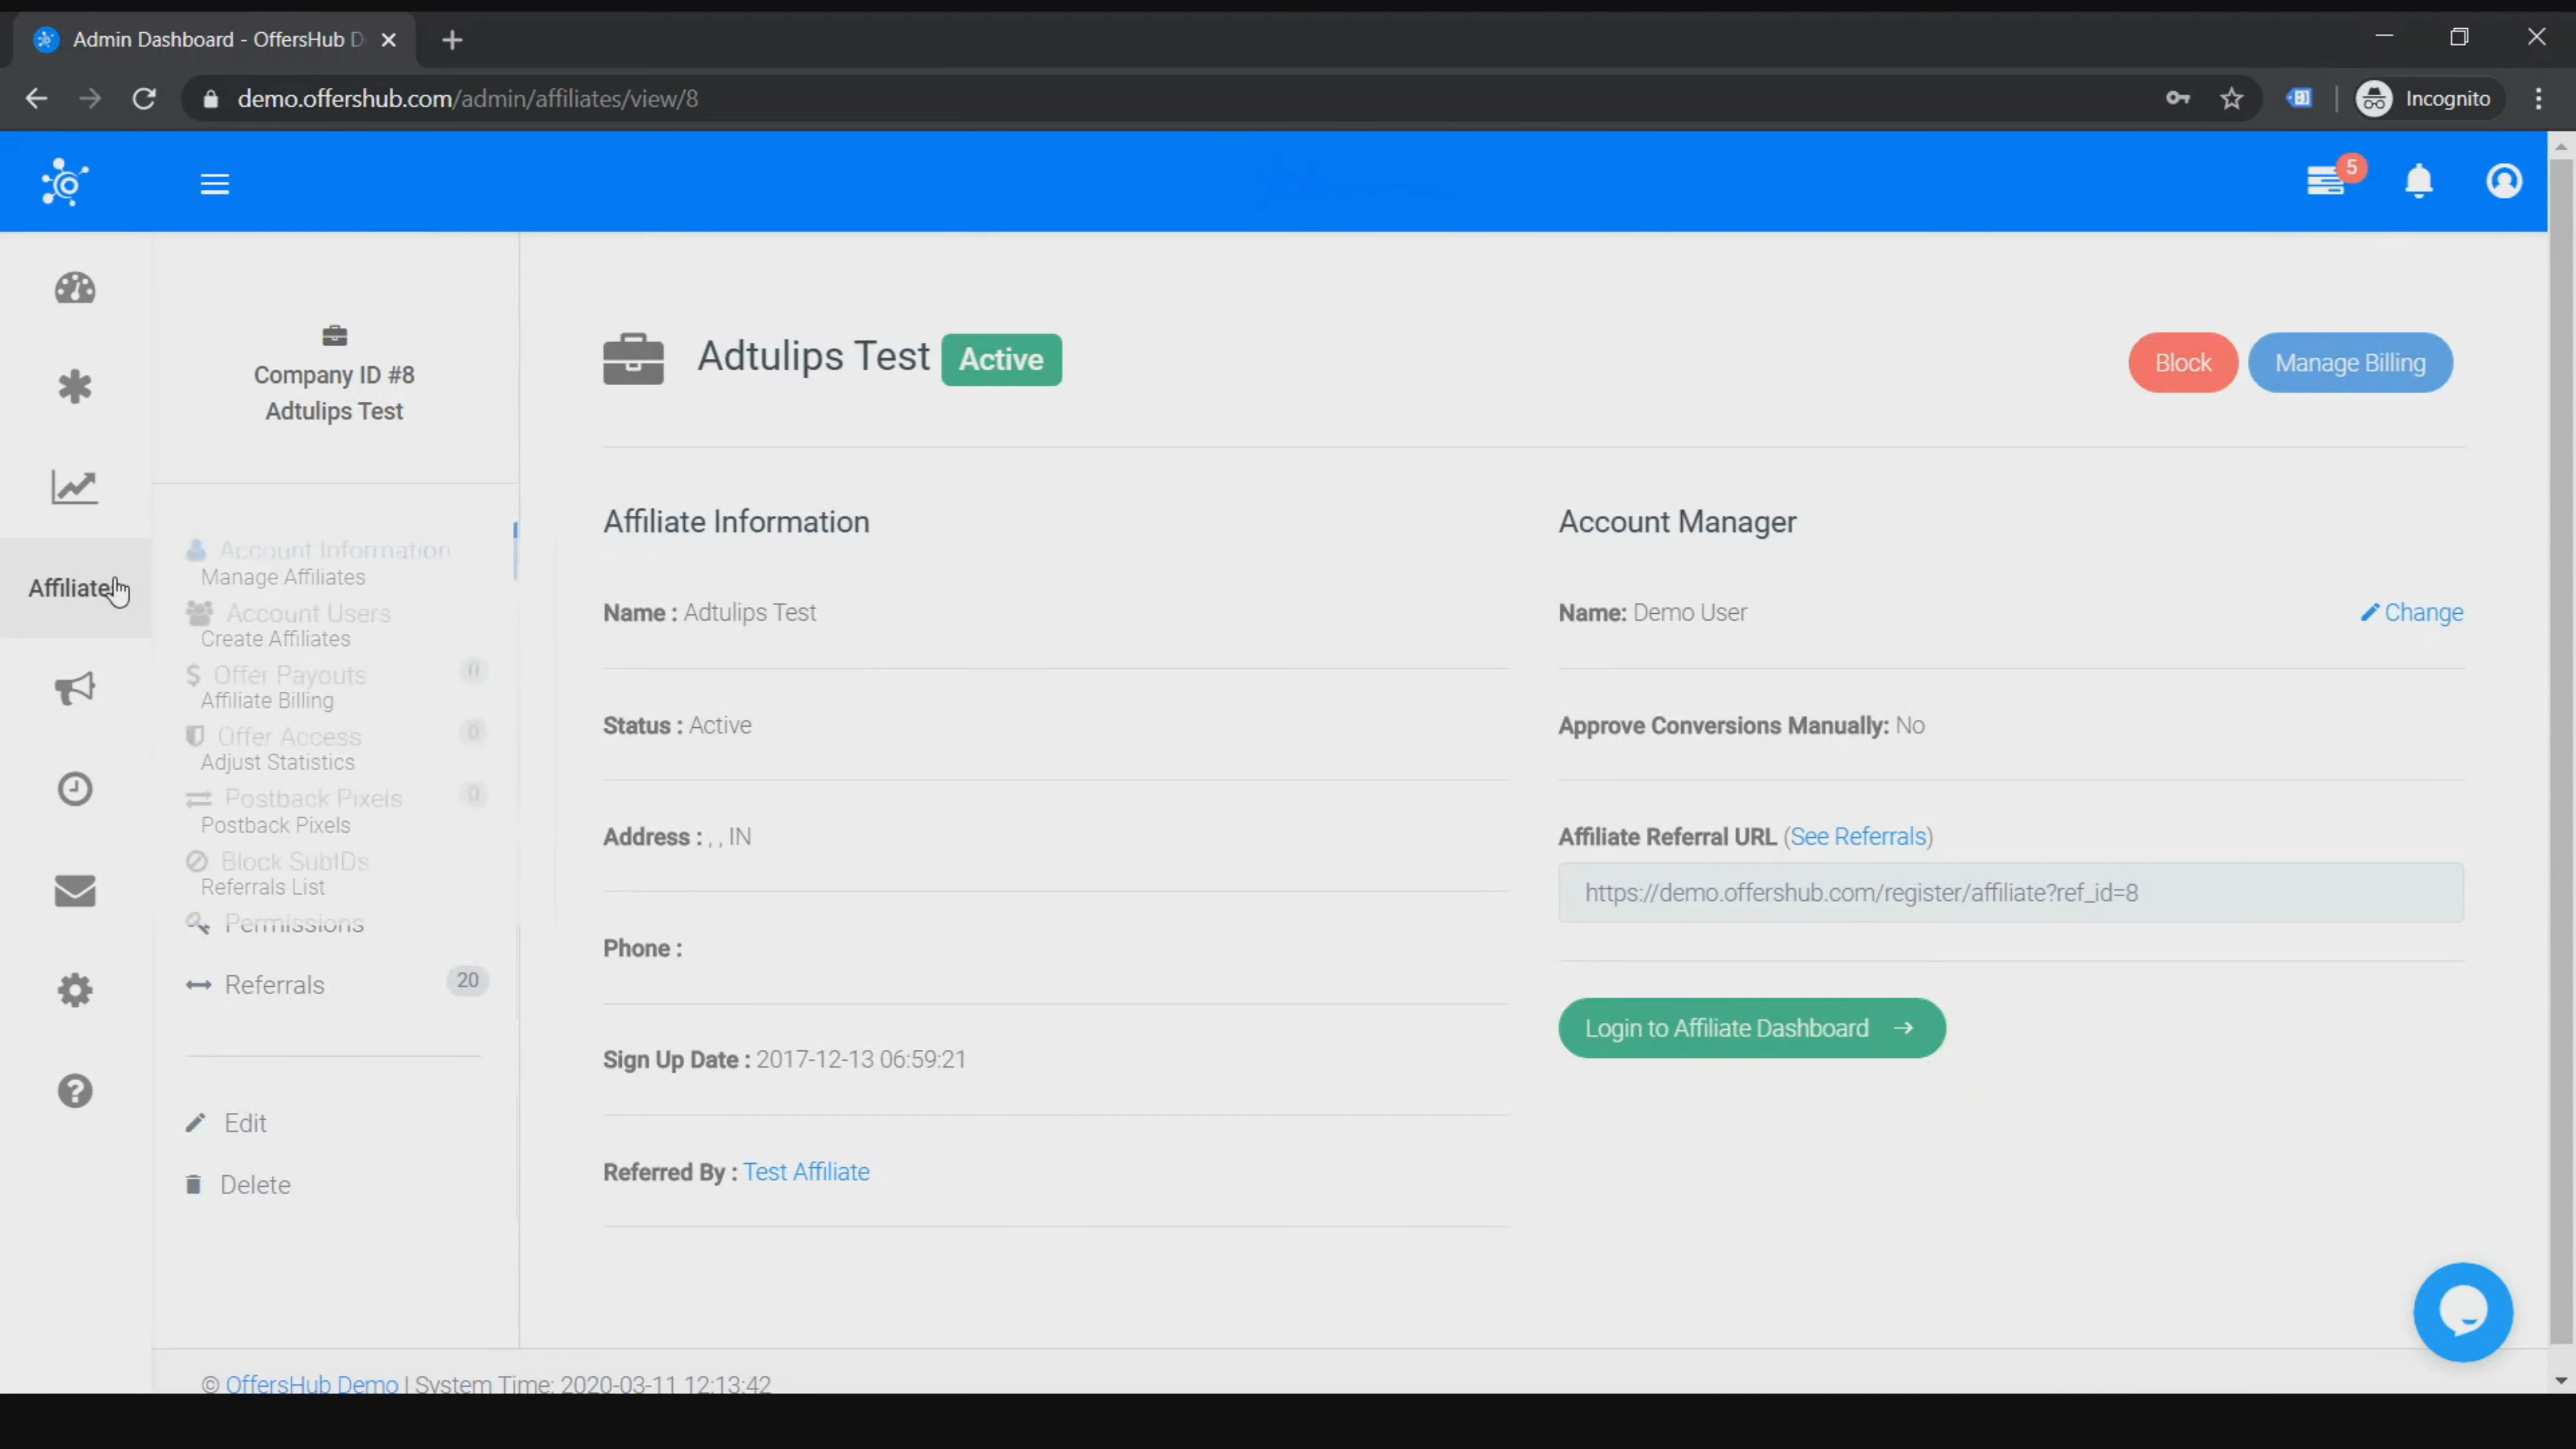 Admin Dashboard - OffersHub D
demo.offershub.com/admin/affiliates/view/8
Incognito
5
Company ID #8
Adtulips Test
Adtulips Test
Active
Block
Manage Billing
Affiliates
Account Information
Manage Affiliates
Account Users
Create Affiliates
Offer Payouts 0
Affiliate Billing
Offer Access 0
Adjust Statistics
Postback Pixels 0
Postback Pixels
Block SubIDs
Referrals List
Permissions
Referrals 20
Edit
Delete
Affiliate Information
Name : Adtulips Test
Status : Active
Address : , , IN
Phone :
Sign Up Date : 2017-12-13 06:59:21
Referred By : Test Affiliate
Account Manager
Name: Demo User
Change
Approve Conversions Manually: No
Affiliate Referral URL (See Referrals)
https://demo.offershub.com/register/affiliate?ref_id=8
Login to Affiliate Dashboard
© OffersHub Demo | System Time: 2020-03-11 12:13:42